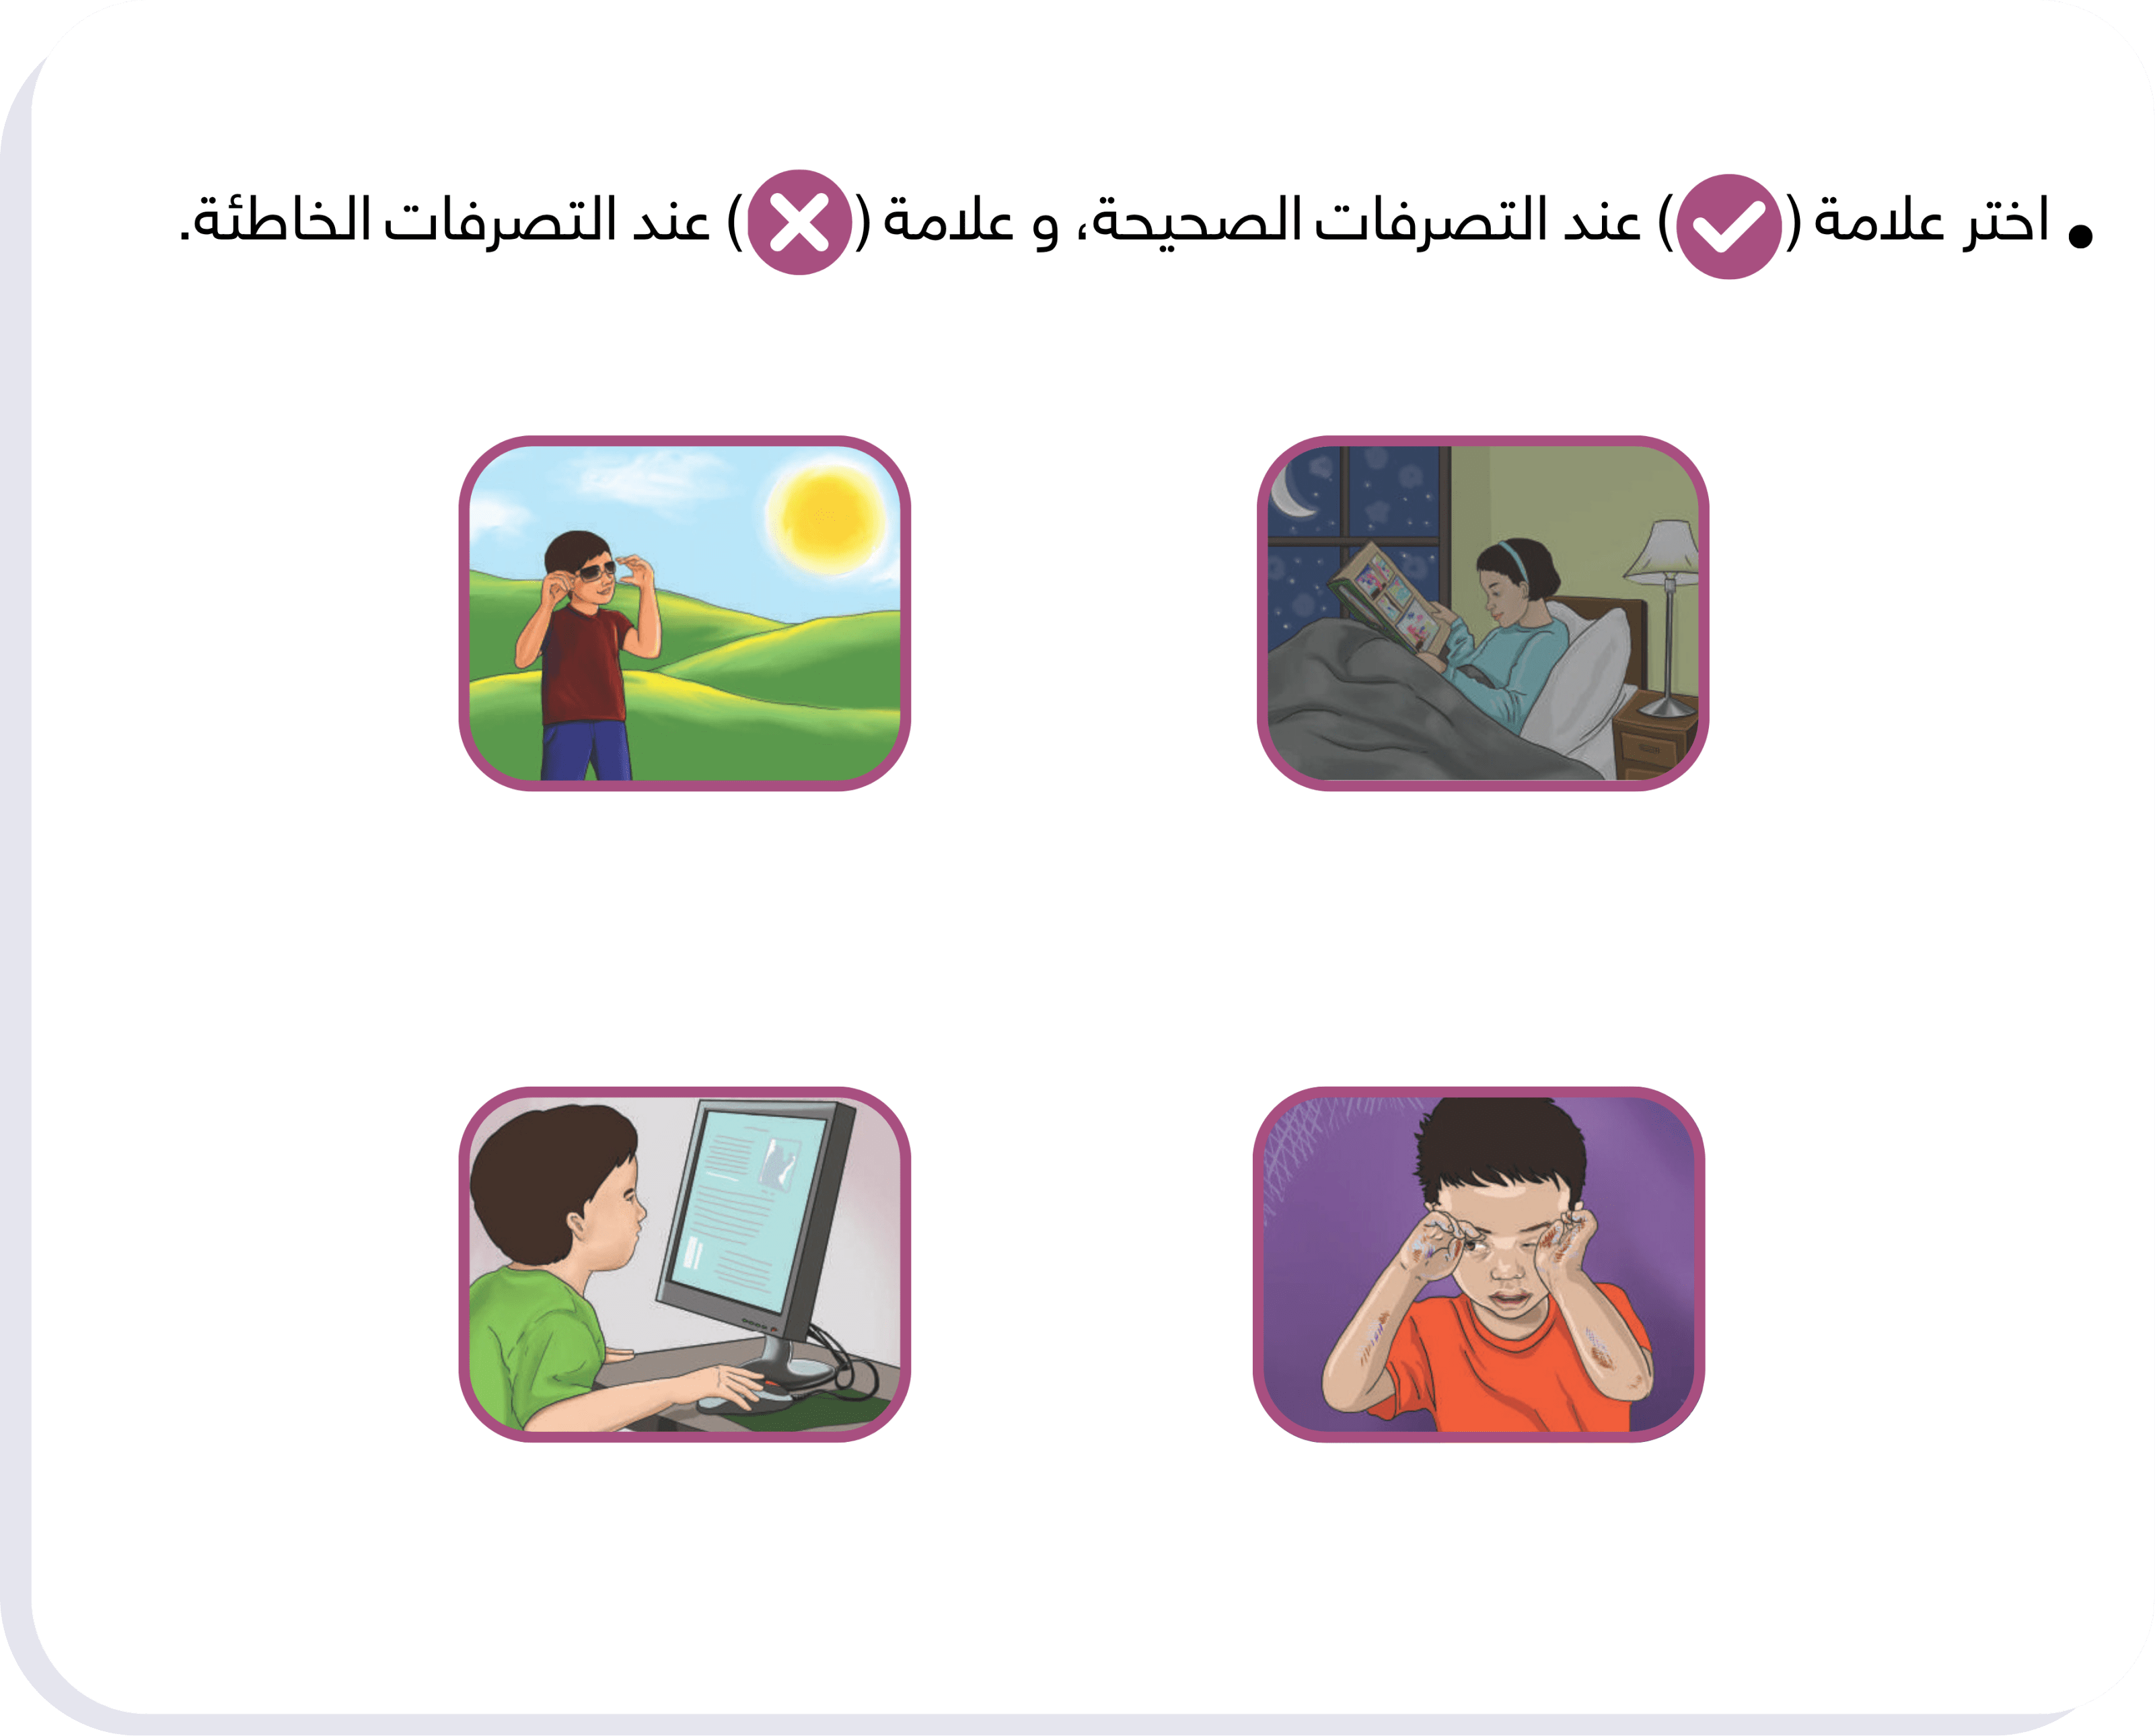 • اختر علامة (✓) عند التصرفات الصحيحة، و علامة (✕) عند التصرفات الخاطئة.